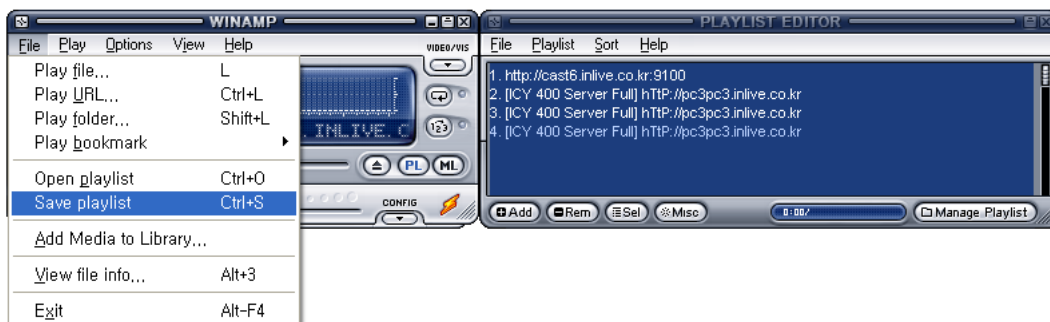 WINAMP
File Play Options View Help
VIDEO/VIS
Play file... L
Play URL... Ctrl+L
Play folder... Shift+L
Play bookmark
Open playlist Ctrl+O
Save playlist Ctrl+S
Add Media to Library...
View file info... Alt+3
Exit Alt-F4
. INLIVE. C
PL ML
CONFIG
PLAYLIST EDITOR
File Playlist Sort Help
1. http://cast6.inlive.co.kr:9100
2. [ICY 400 Server Full] hTtP://pc3pc3.inlive.co.kr
3. [ICY 400 Server Full] hTtP://pc3pc3.inlive.co.kr
4. [ICY 400 Server Full] hTtP://pc3pc3.inlive.co.kr
Add Rem Sel Misc 0:00/ Manage Playlist